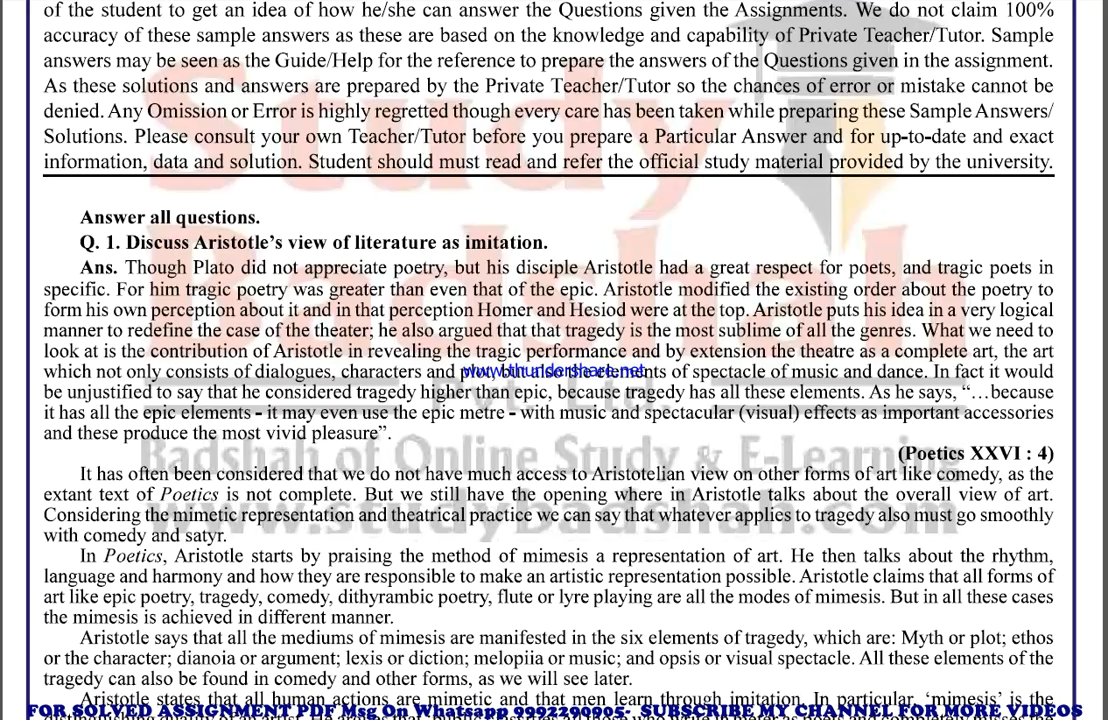 of the student to get an idea of how he/she can answer the Questions given the Assignments. We do not claim 100%
accuracy of these sample answers as these are based on the knowledge and capability of Private Teacher/Tutor. Sample
answers may be seen as the Guide/Help for the reference to prepare the answers of the Questions given in the assignment.
As these solutions and answers are prepared by the Private Teacher/Tutor so the chances of error or mistake cannot be
denied. Any Omission or Error is highly regretted though every care has been taken while preparing these Sample Answers/
Solutions. Please consult your own Teacher/Tutor before you prepare a Particular Answer and for up-to-date and exact
information, data and solution. Student should must read and refer the official study material provided by the university.
Answer all questions.
Q. 1. Discuss Aristotle's view of literature as imitation.
Ans. Though Plato did not appreciate poetry, but his disciple Aristotle had a great respect for poets, and tragic poets in
specific. For him tragic poetry was greater than even that of the epic. Aristotle modified the existing order about the poetry to
form his own perception about it and in that perception Homer and Hesiod were at the top. Aristotle puts his idea in a very logical
manner to redefine the case of the theater; he also argued that that tragedy is the most sublime of all the genres. What we need to
look at is the contribution of Aristotle in revealing the tragic performance and by extension the theatre as a complete art, the art
which not only consists of dialogues, characters and elements of spectacle of music and dance. In fact it would
www.thundershare.net
be unjustified to say that he considered tragedy higher than epic, because tragedy has all these elements. As he says, “…because
it has all the epic elements - it may even use the epic metre - with music and spectacular (visual) effects as important accessories
and these produce the most vivid pleasure”.
(Poetics XXVI : 4)
It has often been considered that we do not have much access to Aristotelian view on other forms of art like comedy, as the
extant text of Poetics is not complete. But we still have the opening where in Aristotle talks about the overall view of art.
Considering the mimetic representation and theatrical practice we can say that whatever applies to tragedy also must go smoothly
with comedy and satyr.
In Poetics, Aristotle starts by praising the method of mimesis a representation of art. He then talks about the rhythm,
language and harmony and how they are responsible to make an artistic representation possible. Aristotle claims that all forms of
art like epic poetry, tragedy, comedy, dithyrambic poetry, flute or lyre playing are all the modes of mimesis. But in all these cases
the mimesis is achieved in different manner.
Aristotle says that all the mediums of mimesis are manifested in the six elements of tragedy, which are: Myth or plot; ethos
or the character; dianoia or argument; lexis or diction; melopiia or music; and opsis or visual spectacle. All these elements of the
tragedy can also be found in comedy and other forms, as we will see later.
Aristotle states that all human actions are mimetic and that men learn through imitation. In particular, ‘mimesis’ is the
FOR SOLVED ASSIGNMENT PDF Msg On Whatsapp 9992290905- SUBSCRIBE MY CHANNEL FOR MORE VIDEOS
Study
Badshah
Pvt. Ltd.
Badshah of Online Study & E-Learning
www.studybadshah.com